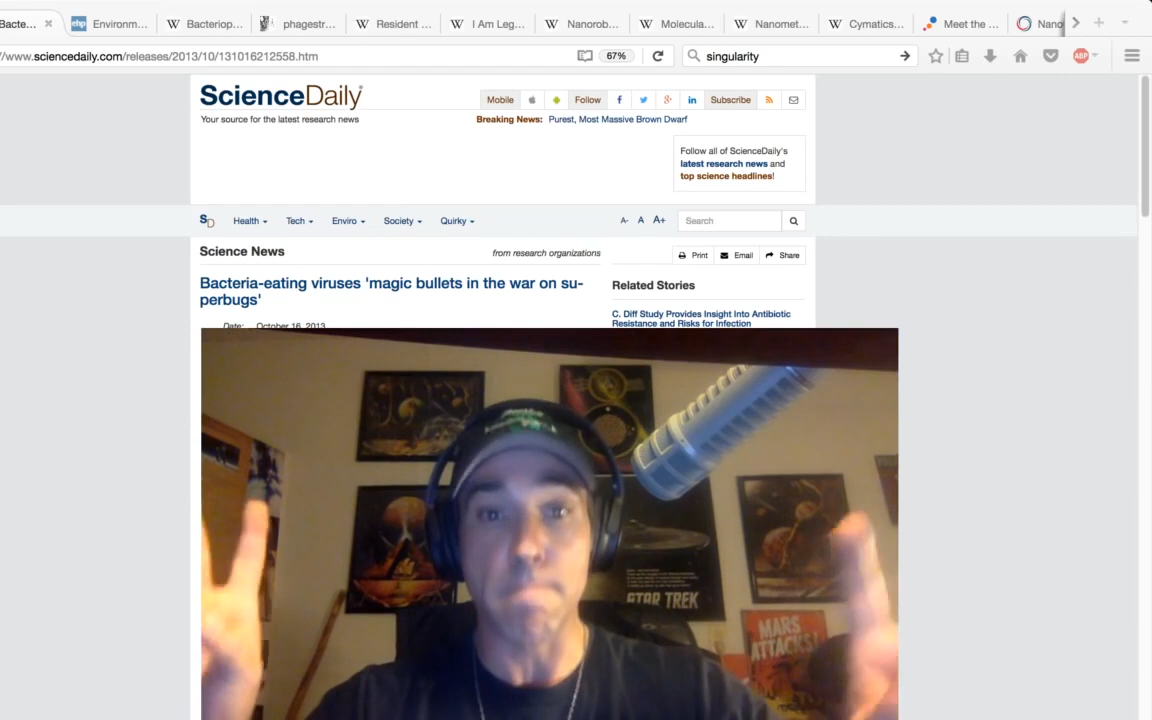 Bacte...
Environm...
Bacteriop...
phagestr...
Resident ...
I Am Leg...
Nanorob...
Molecula...
Nanomet...
Cymatics...
Meet the ...
Nano
//www.sciencedaily.com/releases/2013/10/131016212558.htm
67%
singularity
ABP
ScienceDaily
Your source for the latest research news
Mobile
Follow
Subscribe
Breaking News: Purest, Most Massive Brown Dwarf
Follow all of ScienceDaily's
latest research news and
top science headlines!
SD
Health
Tech
Enviro
Society
Quirky
A-
A
A+
Search
Science News
from research organizations
Print
Email
Share
Bacteria-eating viruses 'magic bullets in the war on su-
perbugs'
Date: October 16, 2013
Related Stories
C. Diff Study Provides Insight Into Antibiotic
Resistance and Risks for Infection
STAR TREK
MARS
ATTACKS!